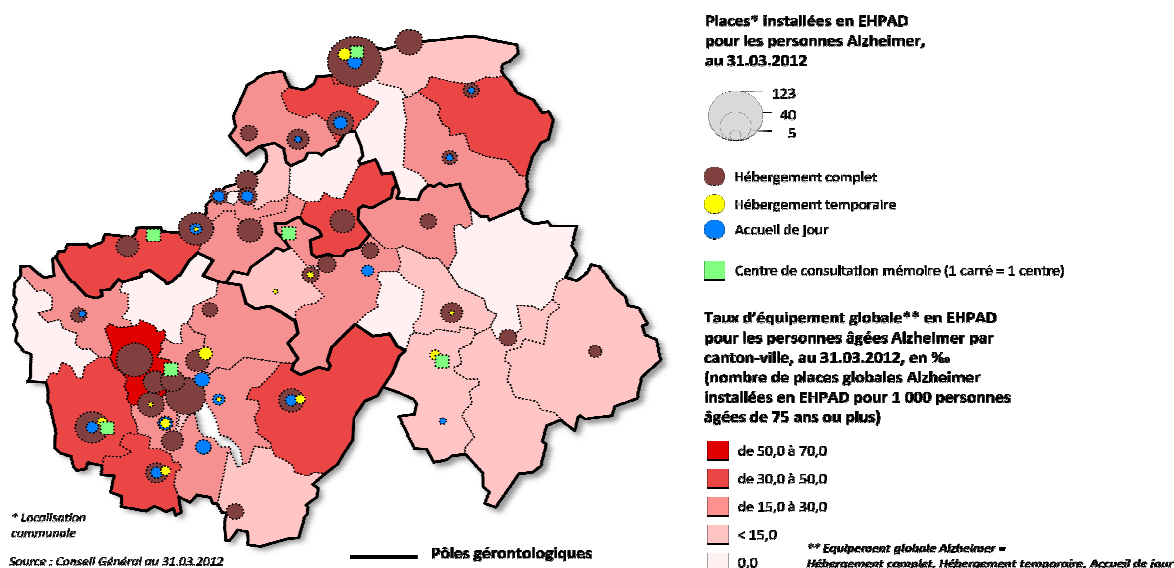 Places* installées en EHPAD
pour les personnes Alzheimer,
au 31.03.2012
123
40
5
Hébergement complet
Hébergement temporaire
Accueil de jour
Centre de consultation mémoire (1 carré = 1 centre)
Taux d'équipement globale** en EHPAD
pour les personnes âgées Alzheimer par
canton-ville, au 31.03.2012, en ‰
(nombre de places globales Alzheimer
installées en EHPAD pour 1 000 personnes
âgées de 75 ans ou plus)
de 50,0 à 70,0
de 30,0 à 50,0
de 15,0 à 30,0
< 15,0
0,0
* Localisation
communale
Source : Conseil Général au 31.03.2012
Pôles gérontologiques
** Equipement globale Alzheimer =
Hébergement complet, Hébergement temporaire, Accueil de jour